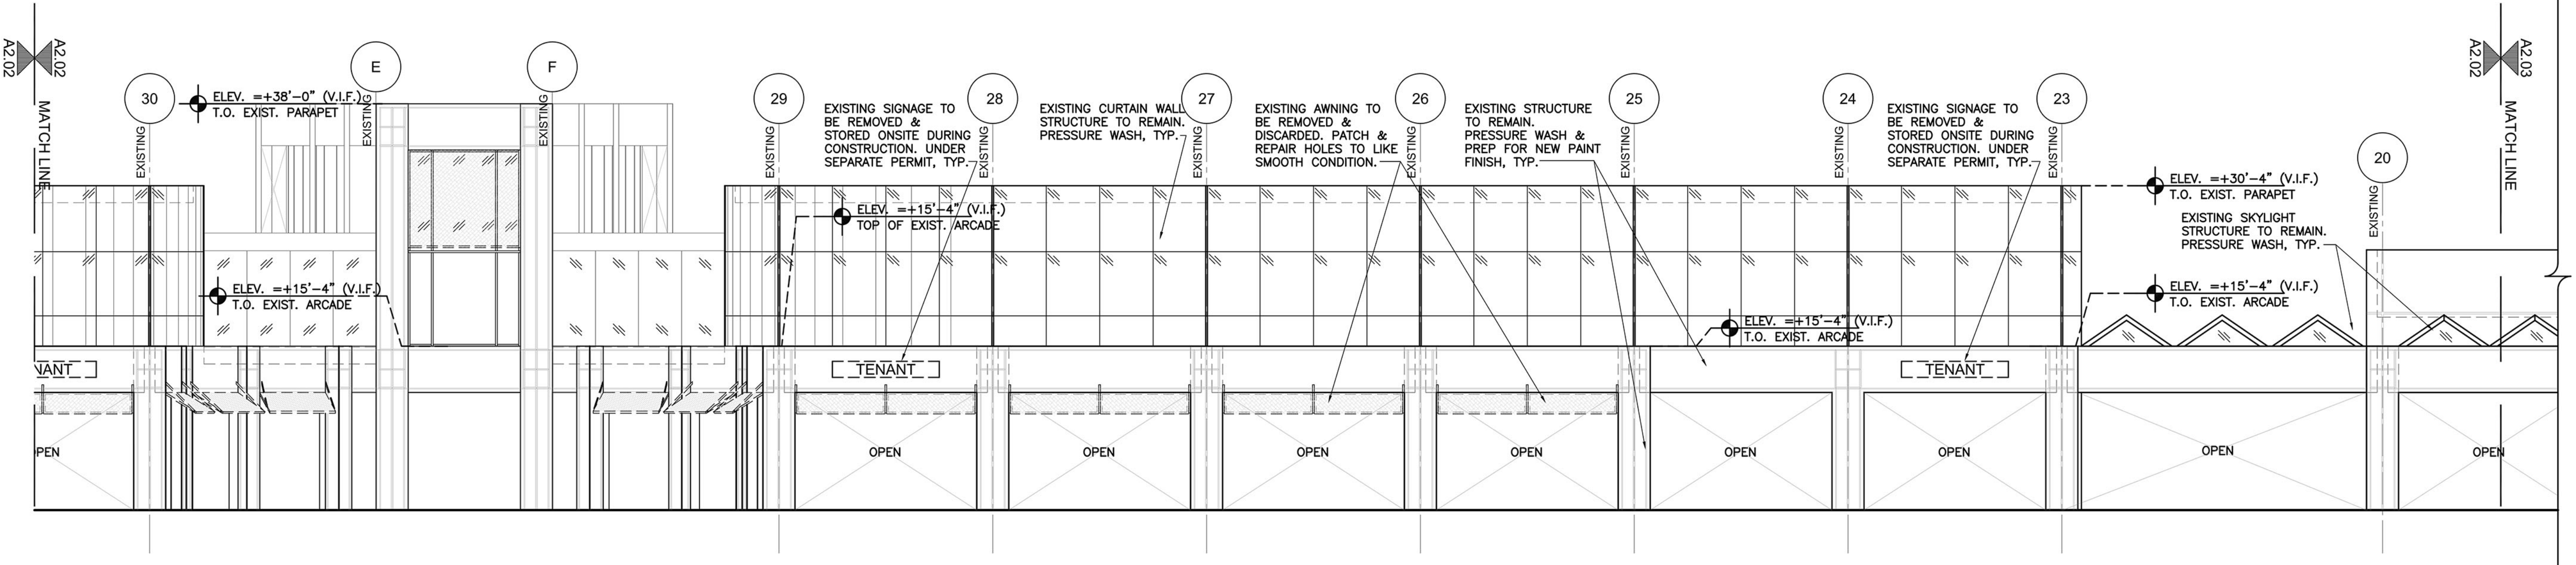 A2.02
A2.02
MATCH LINE
30
EXISTING
ELEV. =+38'-0" (V.I.F.)
T.O. EXIST. PARAPET
E
EXISTING
F
EXISTING
29
EXISTING
EXISTING SIGNAGE TO
BE REMOVED &
STORED ONSITE DURING
CONSTRUCTION. UNDER
SEPARATE PERMIT, TYP.
28
EXISTING
EXISTING CURTAIN WALL
STRUCTURE TO REMAIN.
PRESSURE WASH, TYP.
27
EXISTING
EXISTING AWNING TO
BE REMOVED &
DISCARDED. PATCH &
REPAIR HOLES TO LIKE
SMOOTH CONDITION.
26
EXISTING
EXISTING STRUCTURE
TO REMAIN.
PRESSURE WASH &
PREP FOR NEW PAINT
FINISH, TYP.
25
EXISTING
24
EXISTING
EXISTING SIGNAGE TO
BE REMOVED &
STORED ONSITE DURING
CONSTRUCTION. UNDER
SEPARATE PERMIT, TYP.
23
EXISTING
ELEV. =+30'-4" (V.I.F.)
T.O. EXIST. PARAPET
EXISTING SKYLIGHT
STRUCTURE TO REMAIN.
PRESSURE WASH, TYP.
20
EXISTING
A2.02
A2.03
MATCH LINE
ELEV. =+15'-4" (V.I.F.)
TOP OF EXIST. ARCADE
ELEV. =+15'-4" (V.I.F.)
T.O. EXIST. ARCADE
ELEV. =+15'-4" (V.I.F.)
T.O. EXIST. ARCADE
ELEV. =+15'-4" (V.I.F.)
T.O. EXIST. ARCADE
NANT
TENANT
TENANT
PEN
OPEN
OPEN
OPEN
OPEN
OPEN
OPEN
OPEN
OPEN